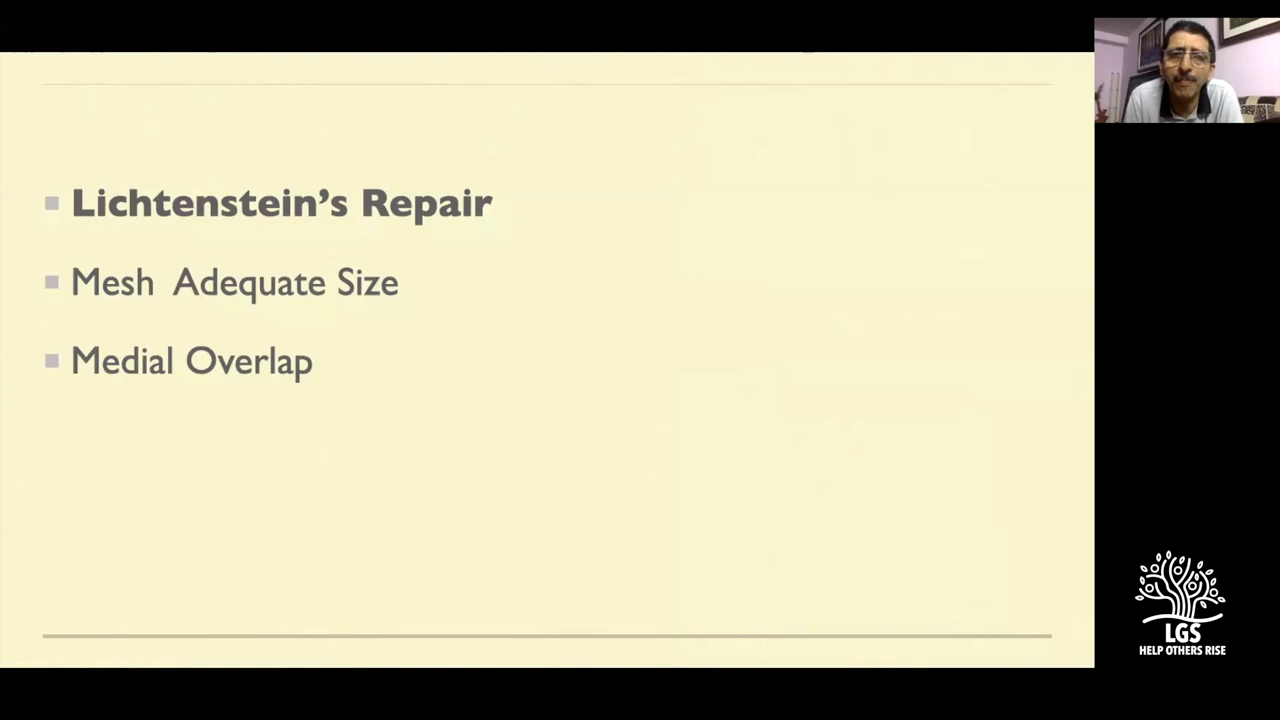 Lichtenstein’s Repair
Mesh Adequate Size
Medial Overlap
LGS
HELP OTHERS RISE